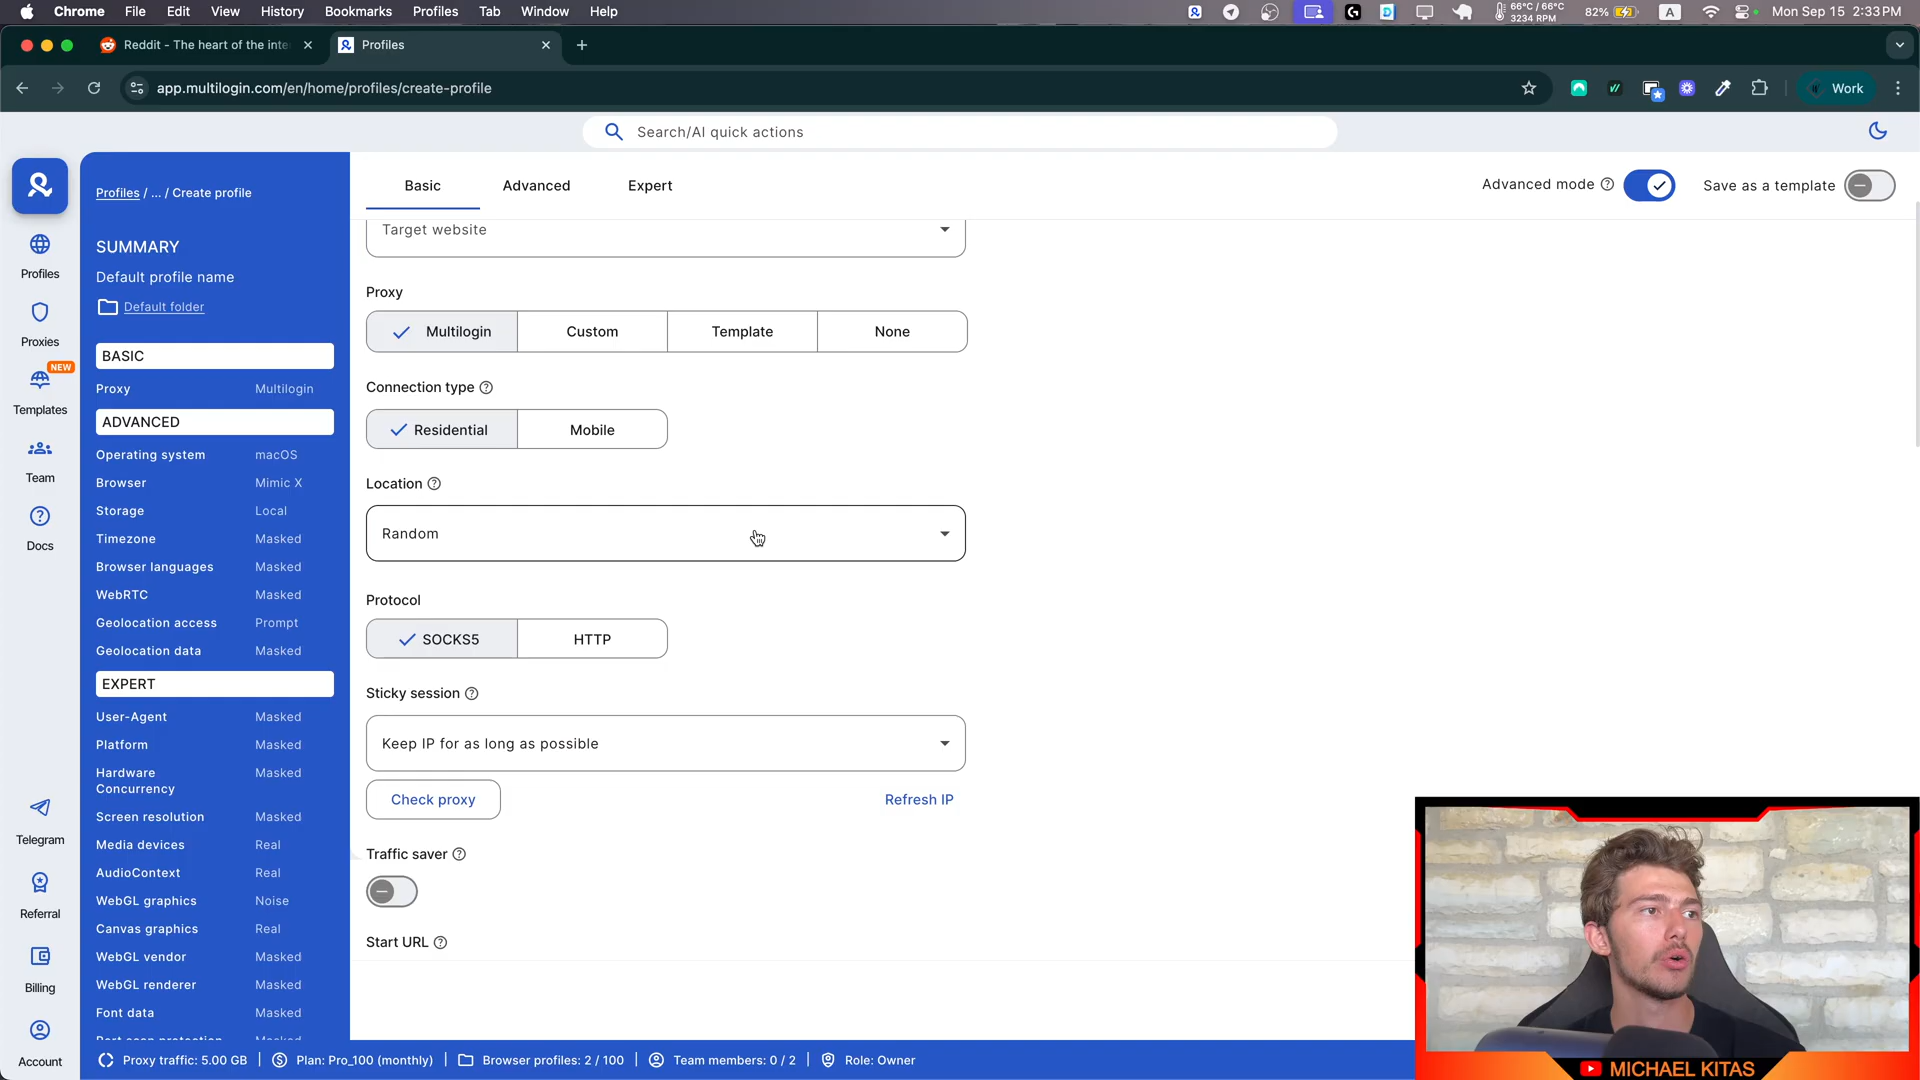 Chrome File Edit View History Bookmarks Profiles Tab Window Help
66°C / 66°C
3234 RPM
82%
A
Mon Sep 15 2:33 PM
Reddit - The heart of the inte
Profiles
app.multilogin.com/en/home/profiles/create-profile
Work
Search/AI quick actions
Profiles / ... / Create profile
Basic Advanced Expert
Advanced mode
Save as a template
Profiles
Proxies
NEW
Templates
Team
Docs
Telegram
Referral
Billing
Account
SUMMARY
Default profile name
Default folder
BASIC
Proxy Multilogin
ADVANCED
Operating system macOS
Browser Mimic X
Storage Local
Timezone Masked
Browser languages Masked
WebRTC Masked
Geolocation access Prompt
Geolocation data Masked
EXPERT
User-Agent Masked
Platform Masked
Hardware Masked
Concurrency
Screen resolution Masked
Media devices Real
AudioContext Real
WebGL graphics Noise
Canvas graphics Real
WebGL vendor Masked
WebGL renderer Masked
Font data Masked
Target website
Proxy
Multilogin Custom Template None
Connection type
Residential Mobile
Location
Random
Protocol
SOCKS5 HTTP
Sticky session
Keep IP for as long as possible
Check proxy Refresh IP
Traffic saver
Start URL
Proxy traffic: 5.00 GB Plan: Pro_100 (monthly) Browser profiles: 2 / 100 Team members: 0 / 2 Role: Owner
MICHAEL KITAS